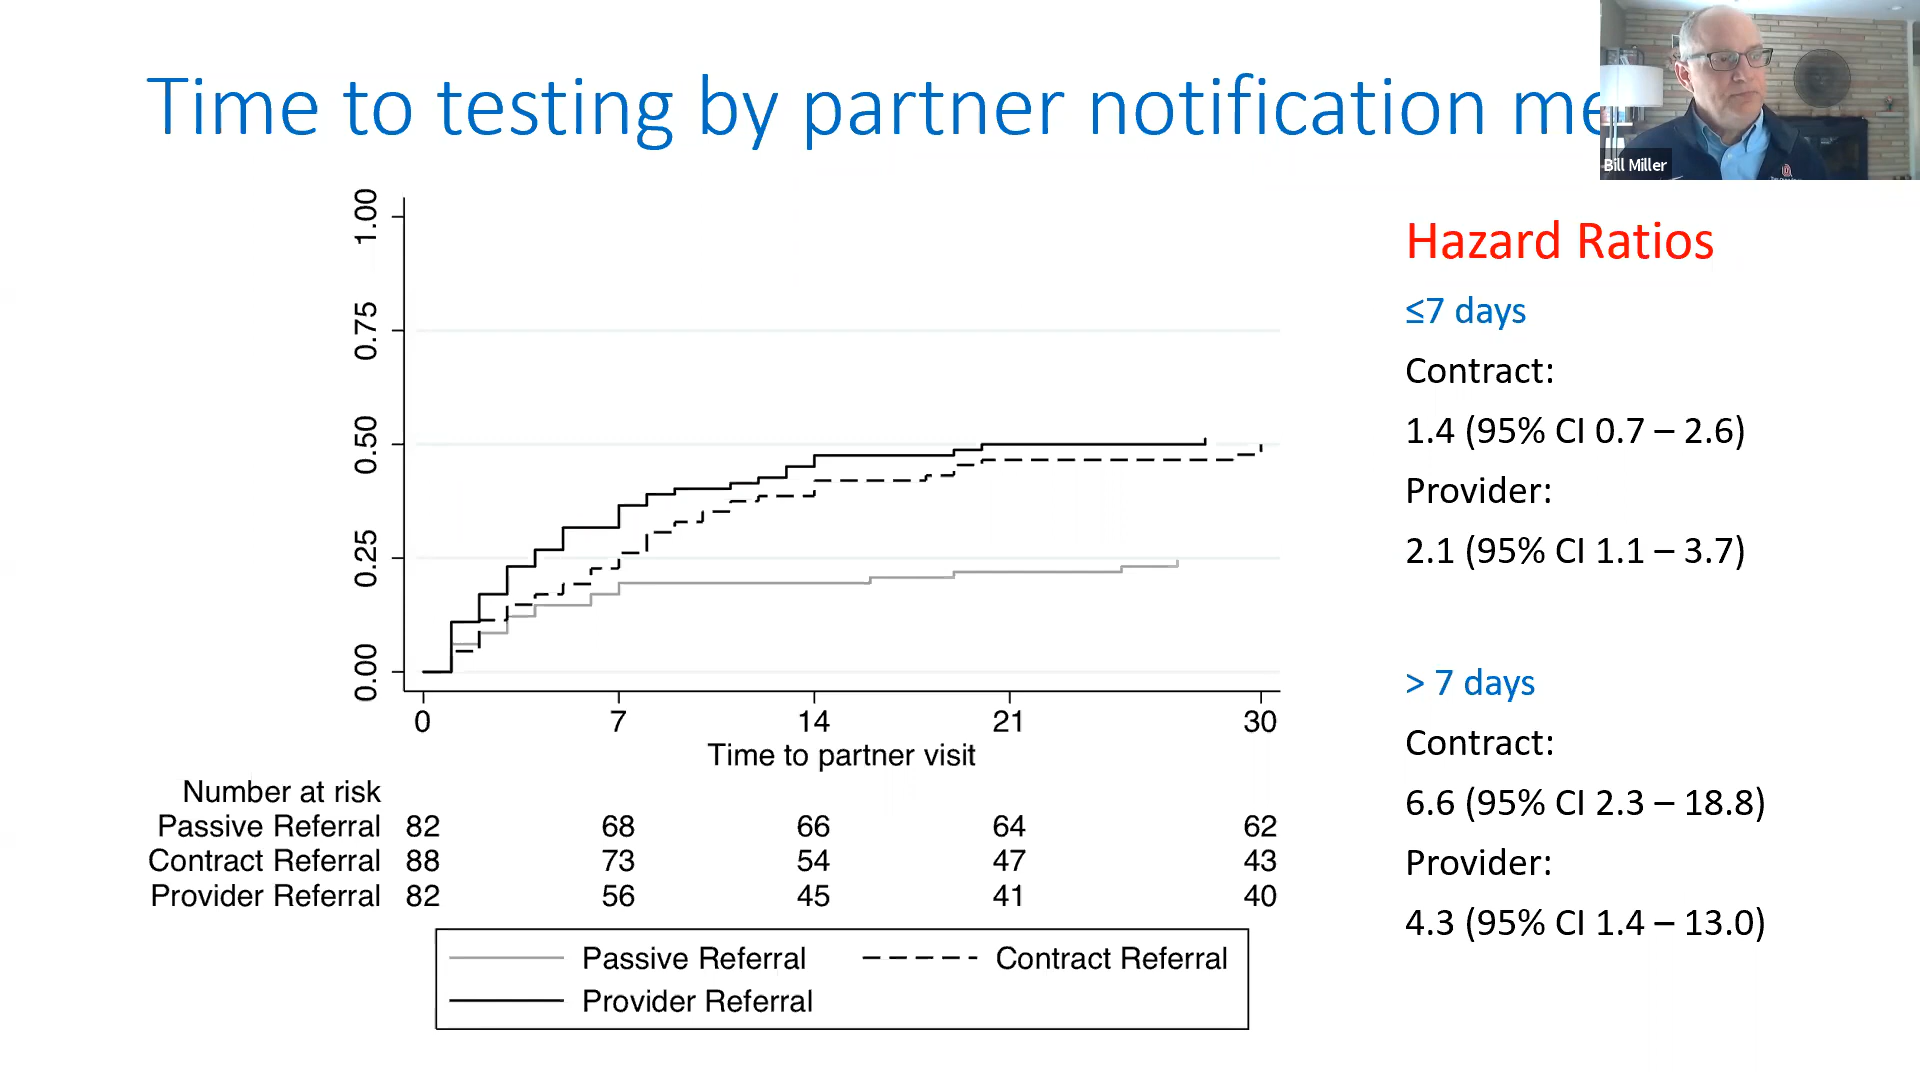 Time to testing by partner notification me
Bill Miller
1.00
0.75
0.50
0.25
0.00
0 7 14 21 30
Time to partner visit
Number at risk
Passive Referral 82 68 66 64 62
Contract Referral 88 73 54 47 43
Provider Referral 82 56 45 41 40
Passive Referral Contract Referral
Provider Referral
Hazard Ratios
≤7 days
Contract:
1.4 (95% CI 0.7 – 2.6)
Provider:
2.1 (95% CI 1.1 – 3.7)
> 7 days
Contract:
6.6 (95% CI 2.3 – 18.8)
Provider:
4.3 (95% CI 1.4 – 13.0)